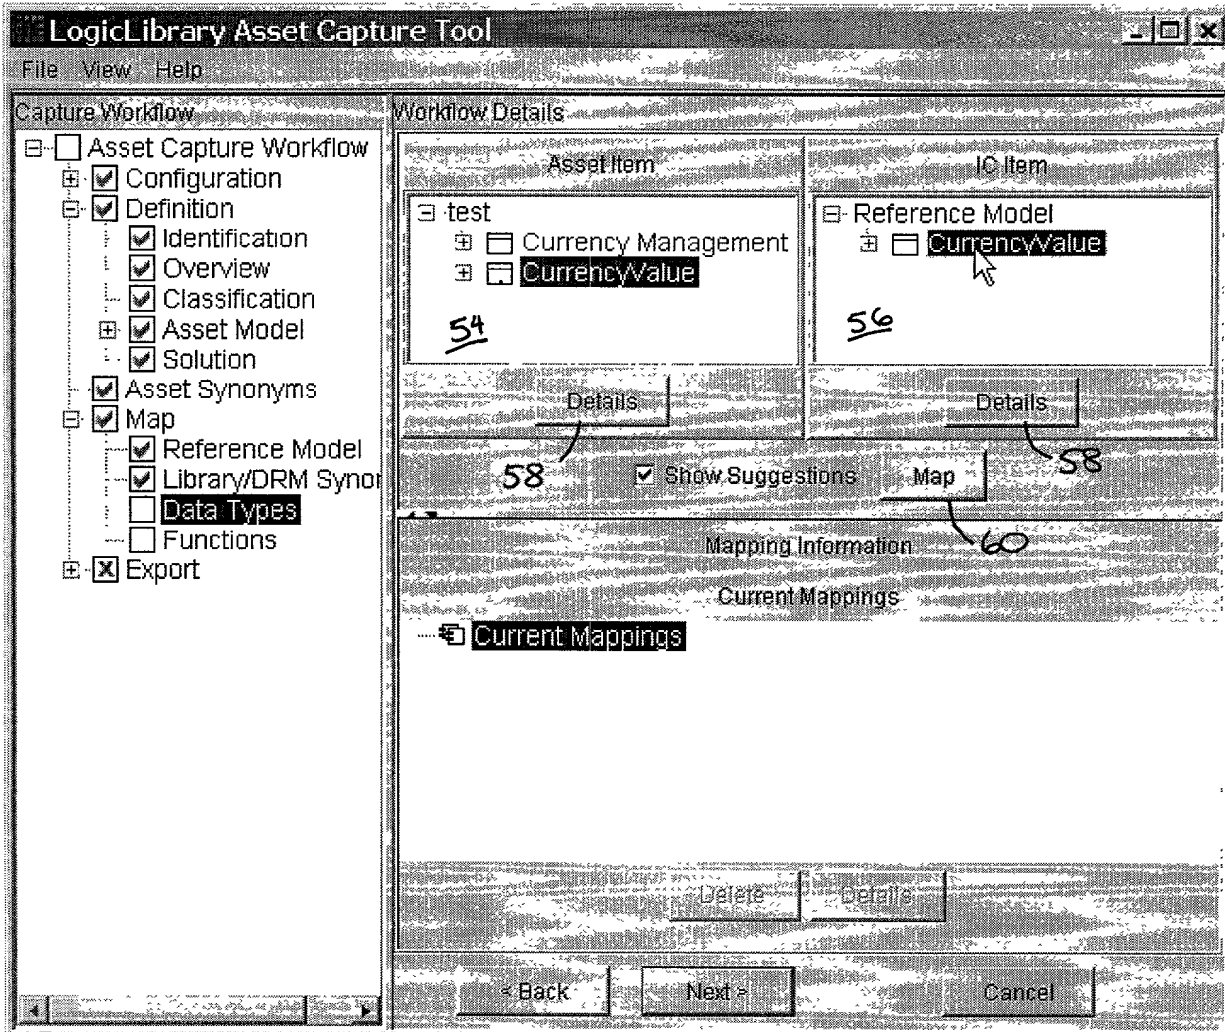 LogicLibrary Asset Capture Tool
File View Help
Capture Workflow
Asset Capture Workflow
Configuration
Definition
Identification
Overview
Classification
Asset Model
Solution
Asset Synonyms
Map
Reference Model
Library/DRM Synor
Data Types
Functions
Export
Workflow Details
Asset Item
test
Currency Management
CurrencyValue
54
Details
58
IC Item
Reference Model
CurrencyValue
56
Details
58
Show Suggestions
Map
60
Mapping Information
Current Mappings
Current Mappings
Delete
Details
< Back
Next >
Cancel